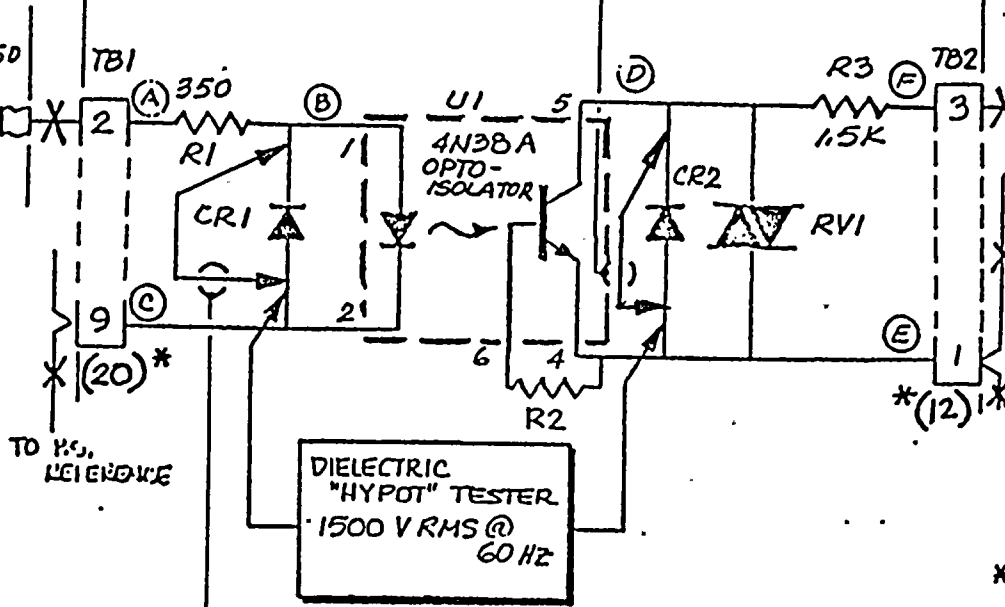 50
TB1
2
A
350
R1
B
CR1
C
9
(20)*
TO P.S.
1
2
U1
4N38A
OPTO-
ISOLATOR
5
6
4
R2
D
CR2
RV1
R3
1.5K
F
TB2
3
E
1
*(12)
DIELECTRIC
"HYPOT" TESTER
1500 V RMS @
60 HZ
*